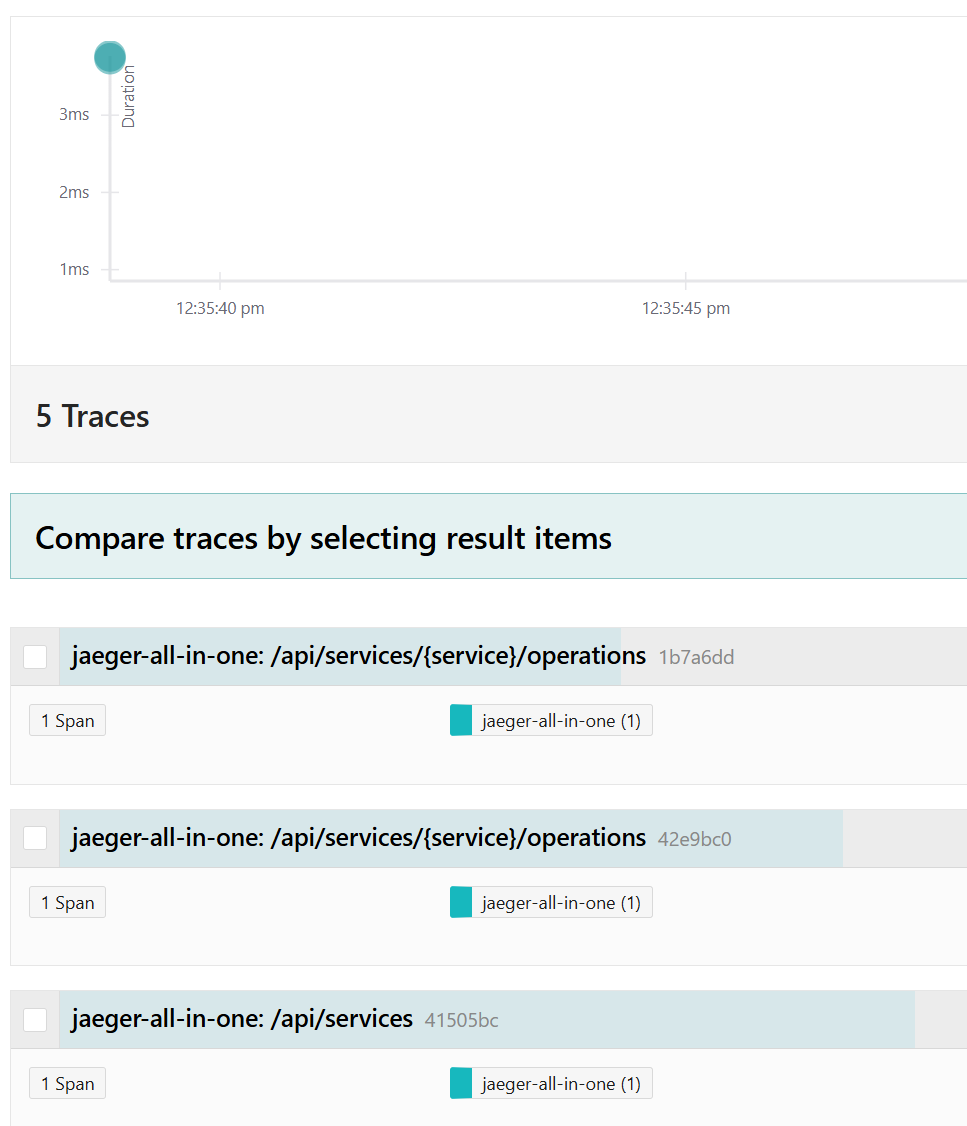 Duration
3ms
2ms
1ms
12:35:40 pm 12:35:45 pm
5 Traces
Compare traces by selecting result items
jaeger-all-in-one: /api/services/{service}/operations 1b7a6dd
1 Span jaeger-all-in-one (1)
jaeger-all-in-one: /api/services/{service}/operations 42e9bc0
1 Span jaeger-all-in-one (1)
jaeger-all-in-one: /api/services 41505bc
1 Span jaeger-all-in-one (1)